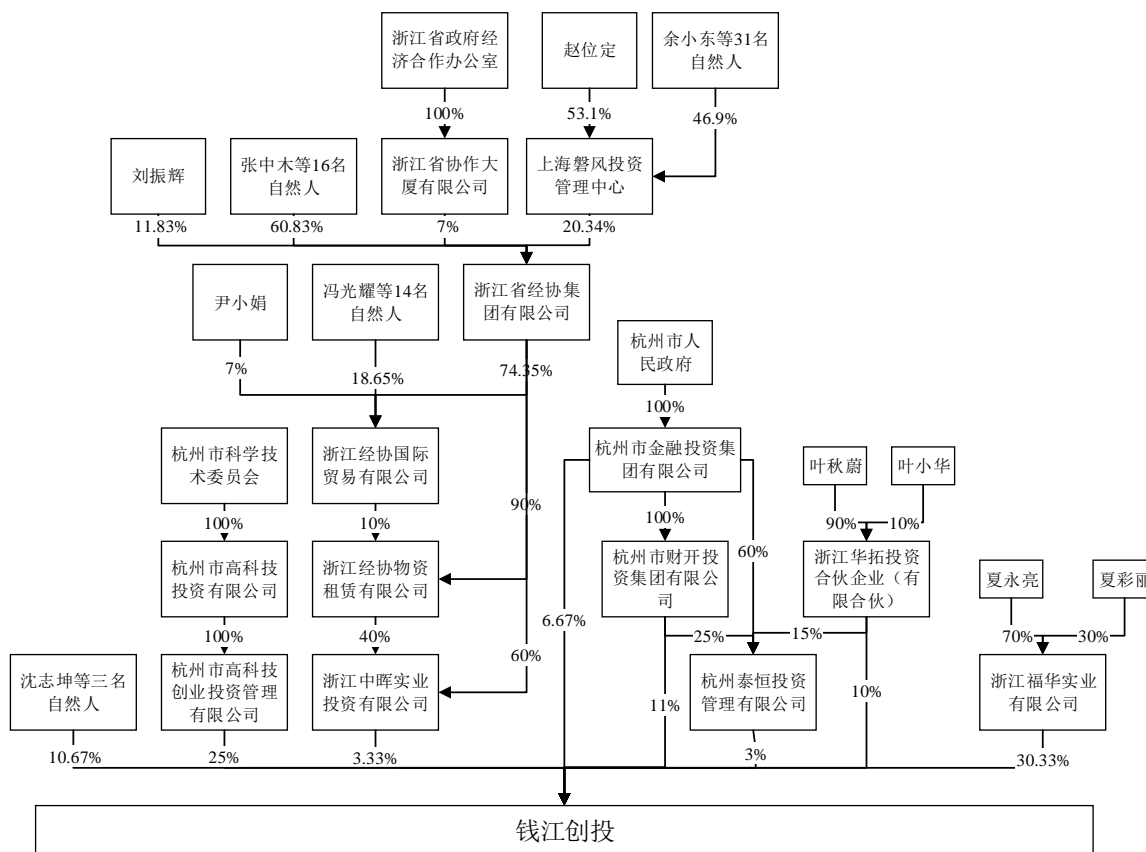 浙江省政府经
济合作办公室
赵位定
余小东等31名
自然人
100%
53.1%
46.9%
刘振辉
张中木等16名
自然人
浙江省协作大
厦有限公司
上海磐风投资
管理中心
11.83%
60.83%
7%
20.34%
尹小娟
冯光耀等14名
自然人
浙江省经协集
团有限公司
杭州市人
民政府
7%
18.65%
74.35%
100%
杭州市科学技
术委员会
浙江经协国际
贸易有限公司
杭州市金融投资集
团有限公司
叶秋蔚
叶小华
100%
10%
90%
100%
60%
90%
10%
杭州市高科技
投资有限公司
浙江经协物资
租赁有限公司
杭州市财开投
资集团有限公
司
浙江华拓投资
合伙企业（有
限合伙）
夏永亮
夏彩丽
100%
40%
60%
6.67%
25%
15%
70%
30%
沈志坤等三名
自然人
杭州市高科技
创业投资管理
有限公司
浙江中晖实业
投资有限公司
11%
杭州泰恒投资
管理有限公司
10%
浙江福华实业
有限公司
10.67%
25%
3.33%
3%
30.33%
钱江创投